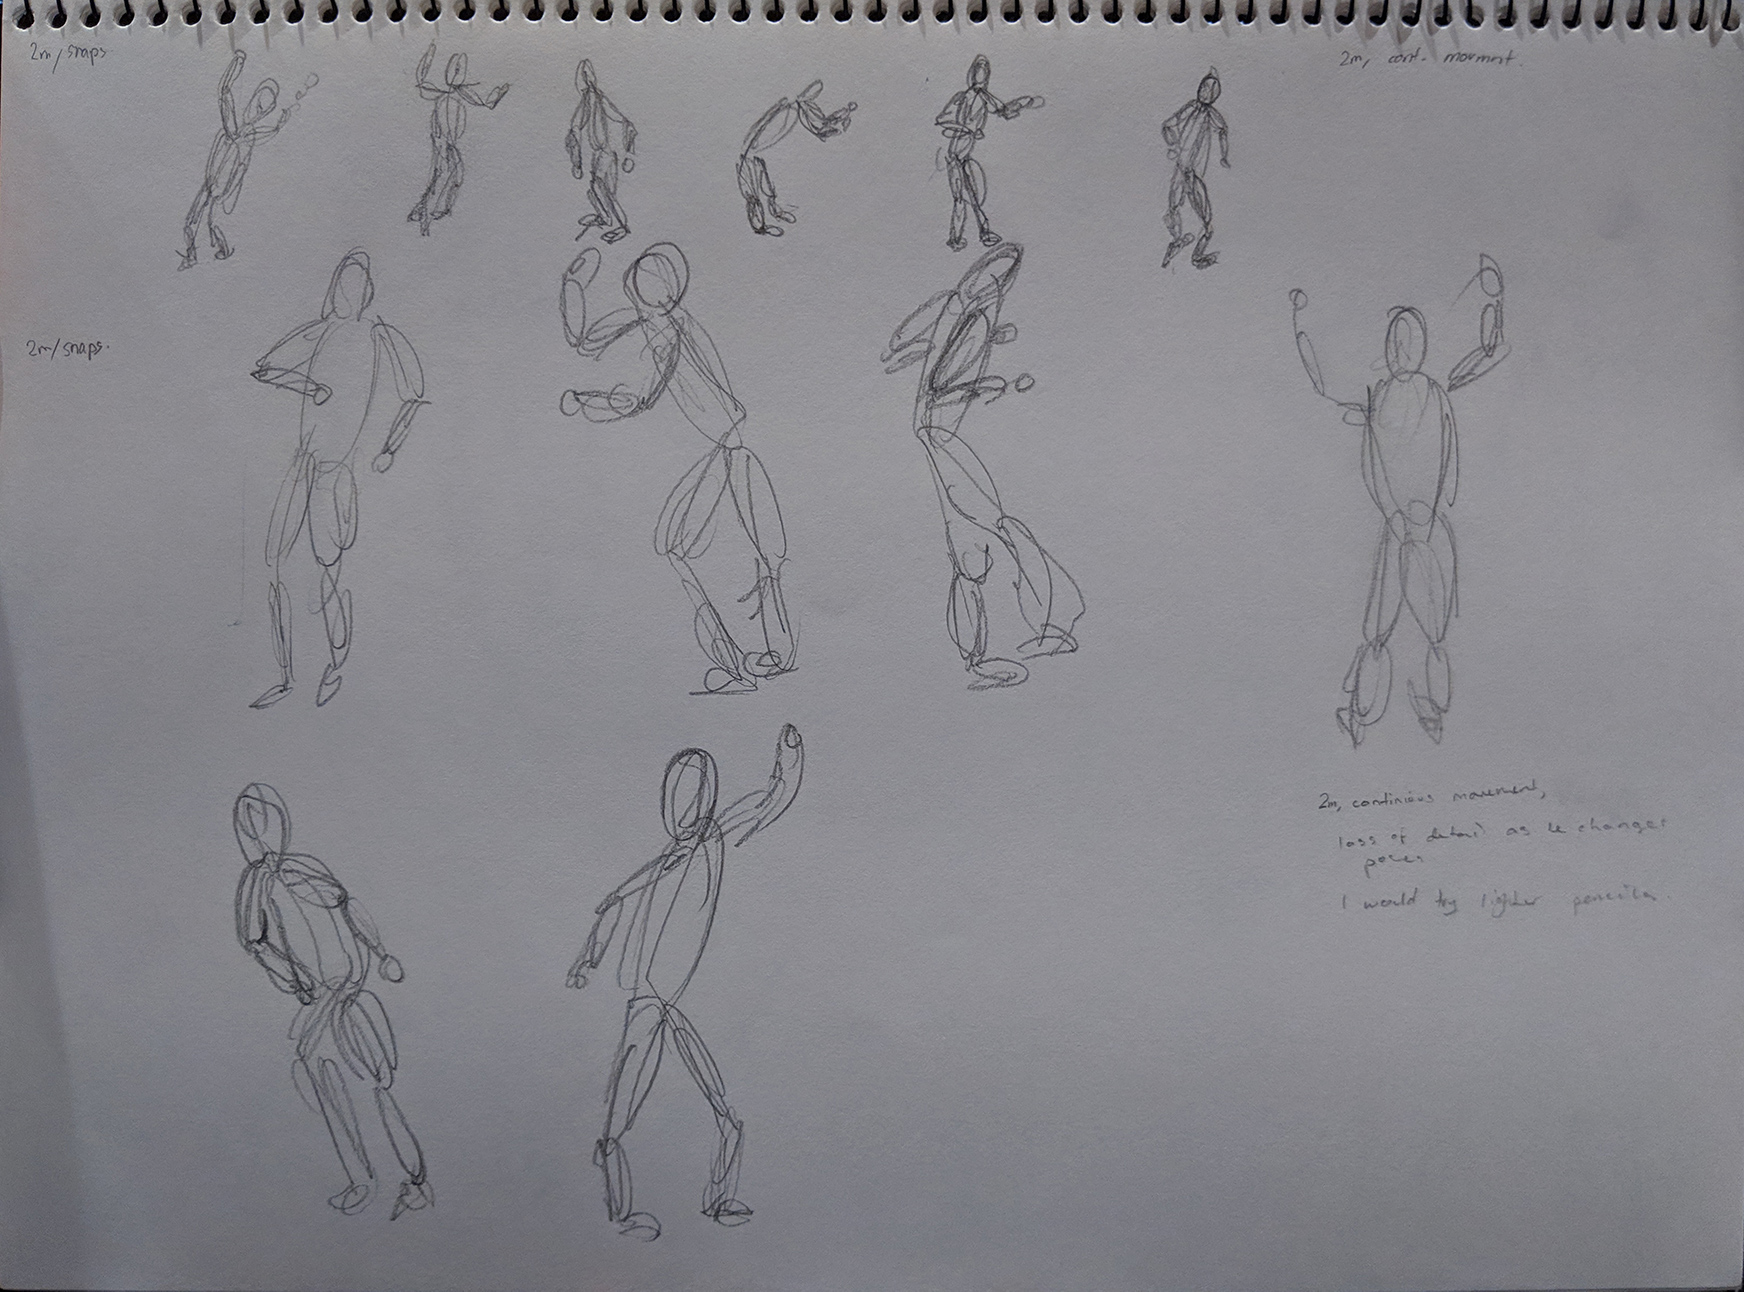 2m/snaps.
2m, cont. movment.
2m/snaps.
2m, continious movement,
loss of detail as he changes
poses
I would try lighter pencils.